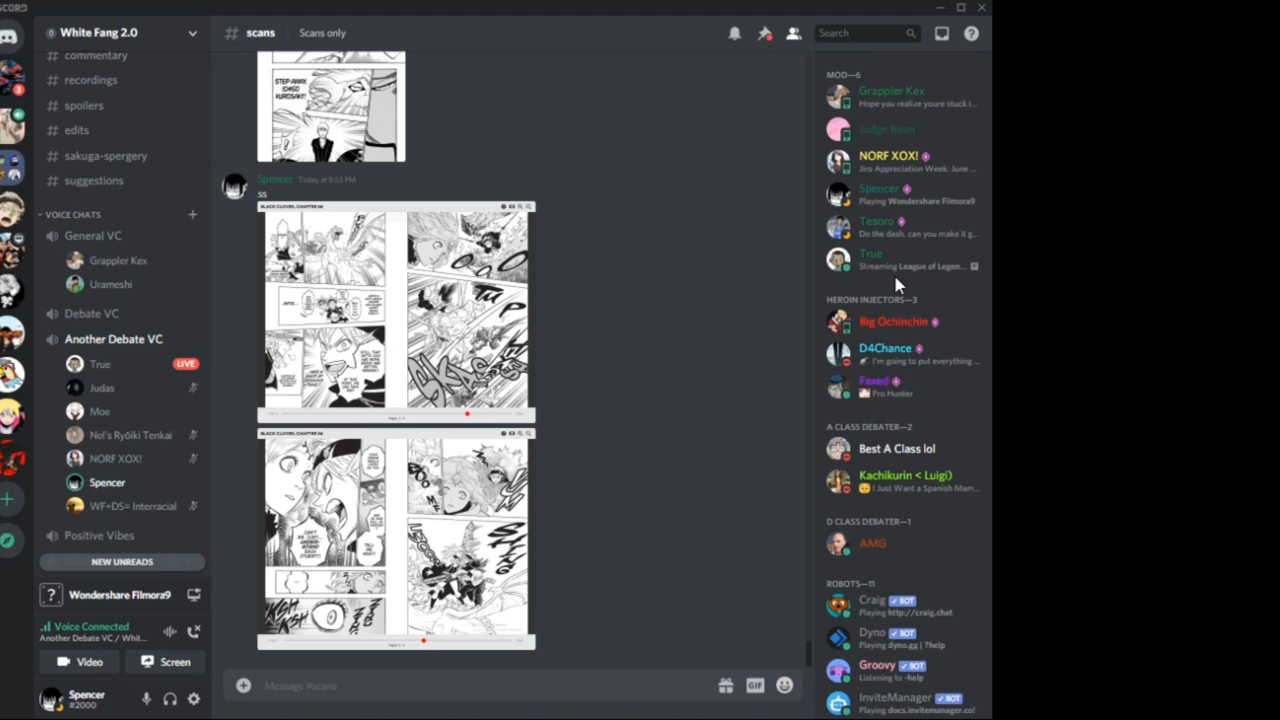 SCORD
White Fang 2.0
commentary
recordings
spoilers
edits
sakuga-spergery
suggestions
VOICE CHATS
General VC
Grappler Kex
Urameshi
Debate VC
Another Debate VC
True LIVE
Judas
Moe
Nel's Ryōiki Tenkai
NORF XOX!
Spencer
WF+DS= Interracial
Positive Vibes
NEW UNREADS
Wondershare Filmora9
Voice Connected
Another Debate VC / Whit...
Video Screen
Spencer
#2000
# scans Scans only
Search
STEP AWAY,
ICHIGO
KUROSAKI!!
Spencer Today at 9:53 PM
ss
BLACK CLOVER, CHAPTER 68
BLACK CLOVER, CHAPTER 68
Message #scans
GIF
MOD—6
Grappler Kex
Hope you realize youre stuck i...
Judge Bean
NORF XOX!
Jiro Appreciation Week: June ...
Spencer
Playing Wondershare Filmora9
Tesoro
Do the dash, can you make it g...
True
Streaming League of Legen...
HEROIN INJECTORS—3
Big Ochinchin
D4Chance
I'm going to put everything ...
Faxed
Pro Hunter
A CLASS DEBATER—2
Best A Class lol
Kachikurin < Luigi)
I Just Want a Spanish Mam...
D CLASS DEBATER—1
AMG
ROBOTS—11
Craig BOT
Playing http://craig.chat
Dyno BOT
Playing dyno.gg | ?help
Groovy BOT
Listening to -help
InviteManager BOT
Playing docs.invitemanager.co!